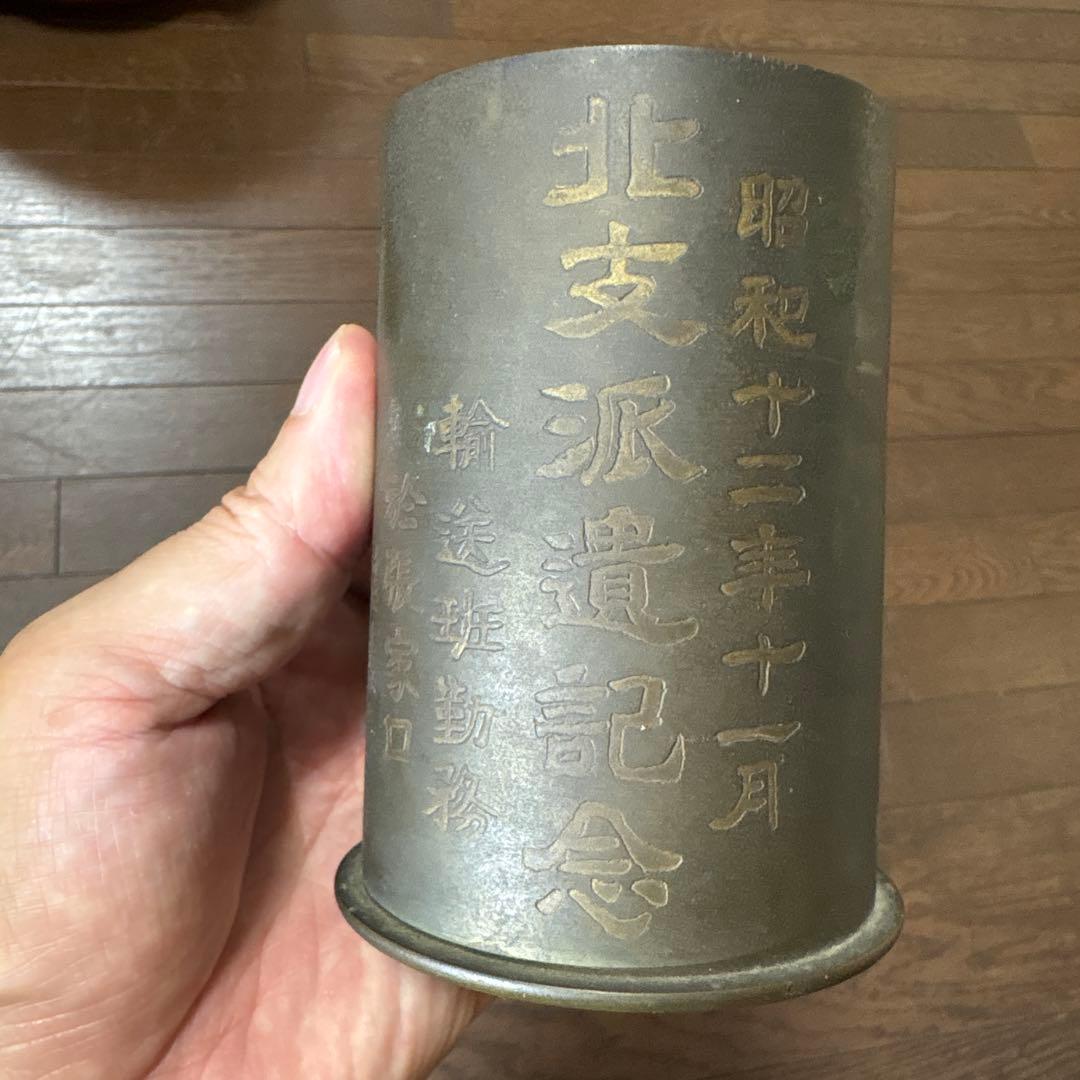 昭和十二年十一月
北支派遣記念
輸送班勤務
於張家口